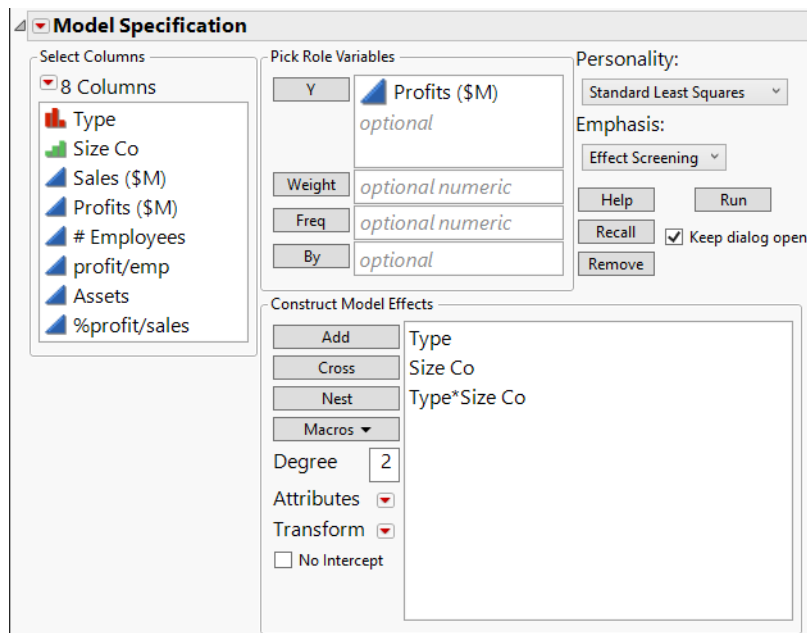 Model Specification
Select Columns
8 Columns
Type
Size Co
Sales ($M)
Profits ($M)
# Employees
profit/emp
Assets
%profit/sales
Pick Role Variables
Y
Profits ($M)
optional
Weight
optional numeric
Freq
optional numeric
By
optional
Personality:
Standard Least Squares
Emphasis:
Effect Screening
Help
Run
Recall
Keep dialog open
Remove
Construct Model Effects
Add
Cross
Nest
Macros
Degree
2
Attributes
Transform
No Intercept
Type
Size Co
Type*Size Co